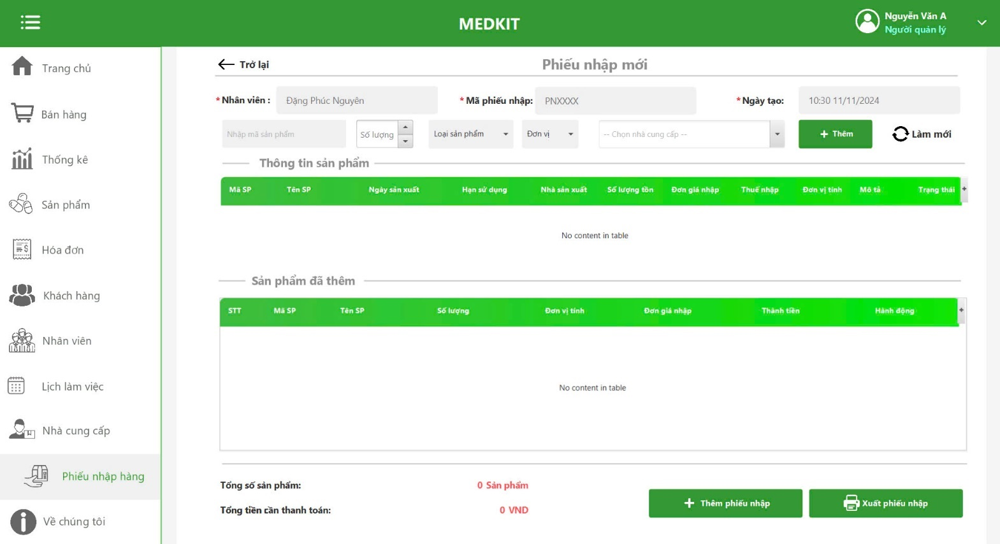 MEDKIT
Nguyễn Văn A
Người quản lý
Trang chủ
Bán hàng
Thống kê
Sản phẩm
Hóa đơn
Khách hàng
Nhân viên
Lịch làm việc
Nhà cung cấp
Phiếu nhập hàng
Về chúng tôi
Trở lại
Phiếu nhập mới
* Nhân viên : Đặng Phúc Nguyên * Mã phiếu nhập: PNXXXX * Ngày tạo: 10:30 11/11/2024
Nhập mã sản phẩm Số lượng Loại sản phẩm Đơn vị -- Chọn nhà cung cấp -- + Thêm Làm mới
Thông tin sản phẩm
Mã SP Tên SP Ngày sản xuất Hạn sử dụng Nhà sản xuất Số lượng tồn Đơn giá nhập Thuế nhập Đơn vị tính Mô tả Trạng thái +
No content in table
Sản phẩm đã thêm
STT Mã SP Tên SP Số lượng Đơn vị tính Đơn giá nhập Thành tiền Hành động +
No content in table
Tổng số sản phẩm: 0 Sản phẩm
Tổng tiền cần thanh toán: 0 VND
+ Thêm phiếu nhập Xuất phiếu nhập